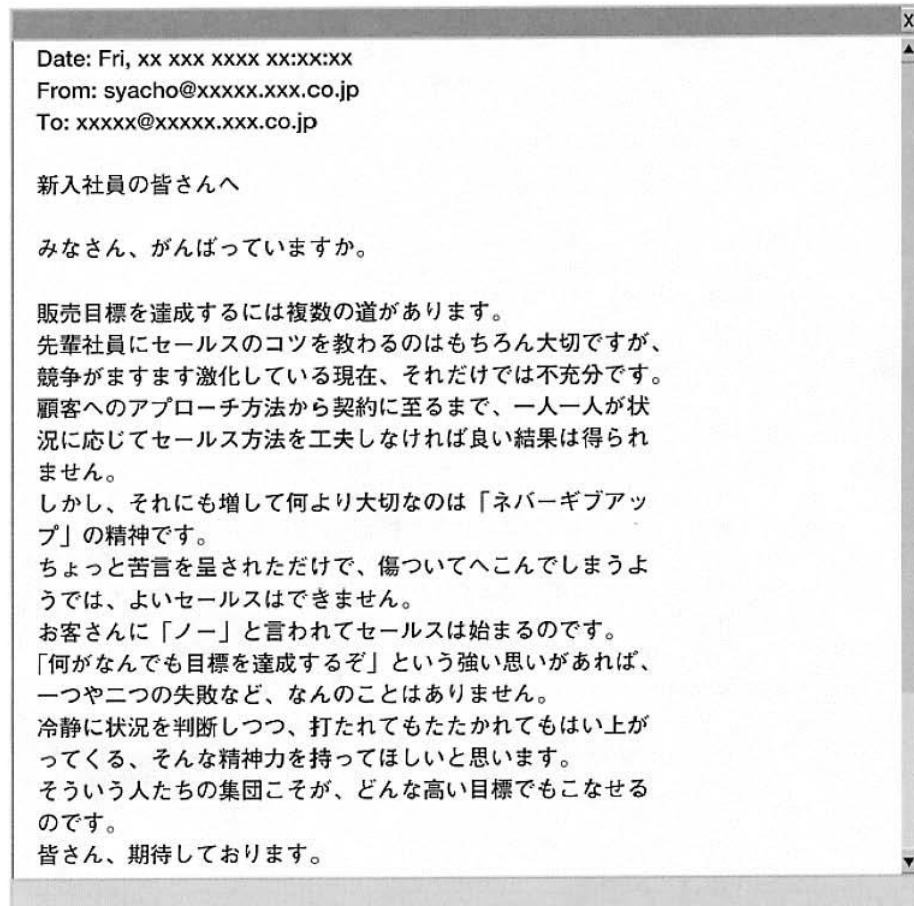 X
Date: Fri, xx xxx xxxx xx:xx:xx
From: syacho@xxxxx.xxx.co.jp
To: xxxxx@xxxxx.xxx.co.jp
新入社員の皆さんへ
みなさん、がんばっていますか。
販売目標を達成するには複数の道があります。
先輩社員にセールスのコツを教わるのはもちろん大切ですが、
競争がますます激化している現在、それだけでは不充分です。
顧客へのアプローチ方法から契約に至るまで、一人一人が状
況に応じてセールス方法を工夫しなければ良い結果は得られ
ません。
しかし、それにも増して何より大切なのは「ネバーギブアッ
プ」の精神です。
ちょっと苦言を呈されただけで、傷ついてへこんでしまうよ
うでは、よいセールスはできません。
お客さんに「ノー」と言われてセールスは始まるのです。
「何がなんでも目標を達成するぞ」という強い思いがあれば、
一つや二つの失敗など、なんのことはありません。
冷静に状況を判断しつつ、打たれてもたたかれてもはい上が
ってくる、そんな精神力を持ってほしいと思います。
そういう人たちの集団こそが、どんな高い目標でもこなせる
のです。
皆さん、期待しております。